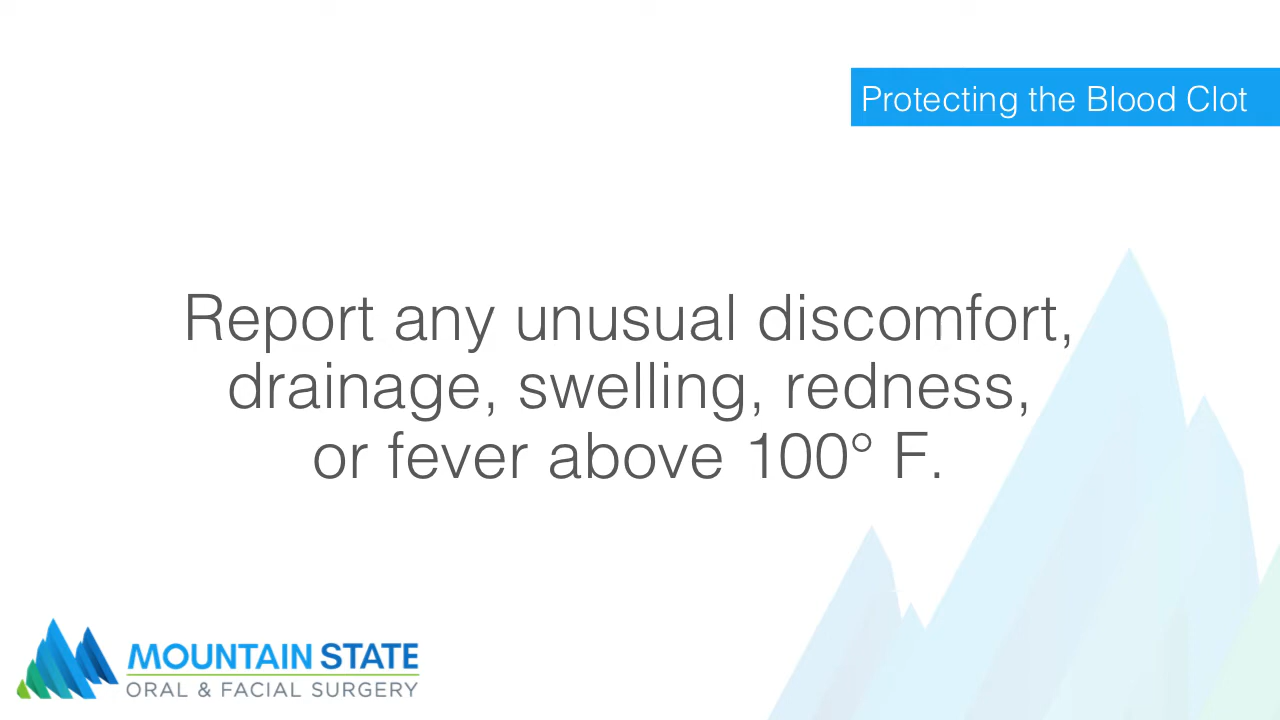 Protecting the Blood Clot
Report any unusual discomfort,
drainage, swelling, redness,
or fever above 100° F.
MOUNTAIN STATE
ORAL & FACIAL SURGERY